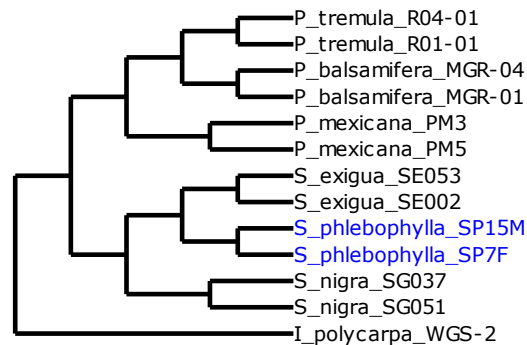 P_tremula_R04-01
P_tremula_R01-01
P_balsamifera_MGR-04
P_balsamifera_MGR-01
P_mexicana_PM3
P_mexicana_PM5
S_exigua_SE053
S_exigua_SE002
S_phlebophylla_SP15M
S_phlebophylla_SP7F
S_nigra_SG037
S_nigra_SG051
I_polycarpa_WGS-2